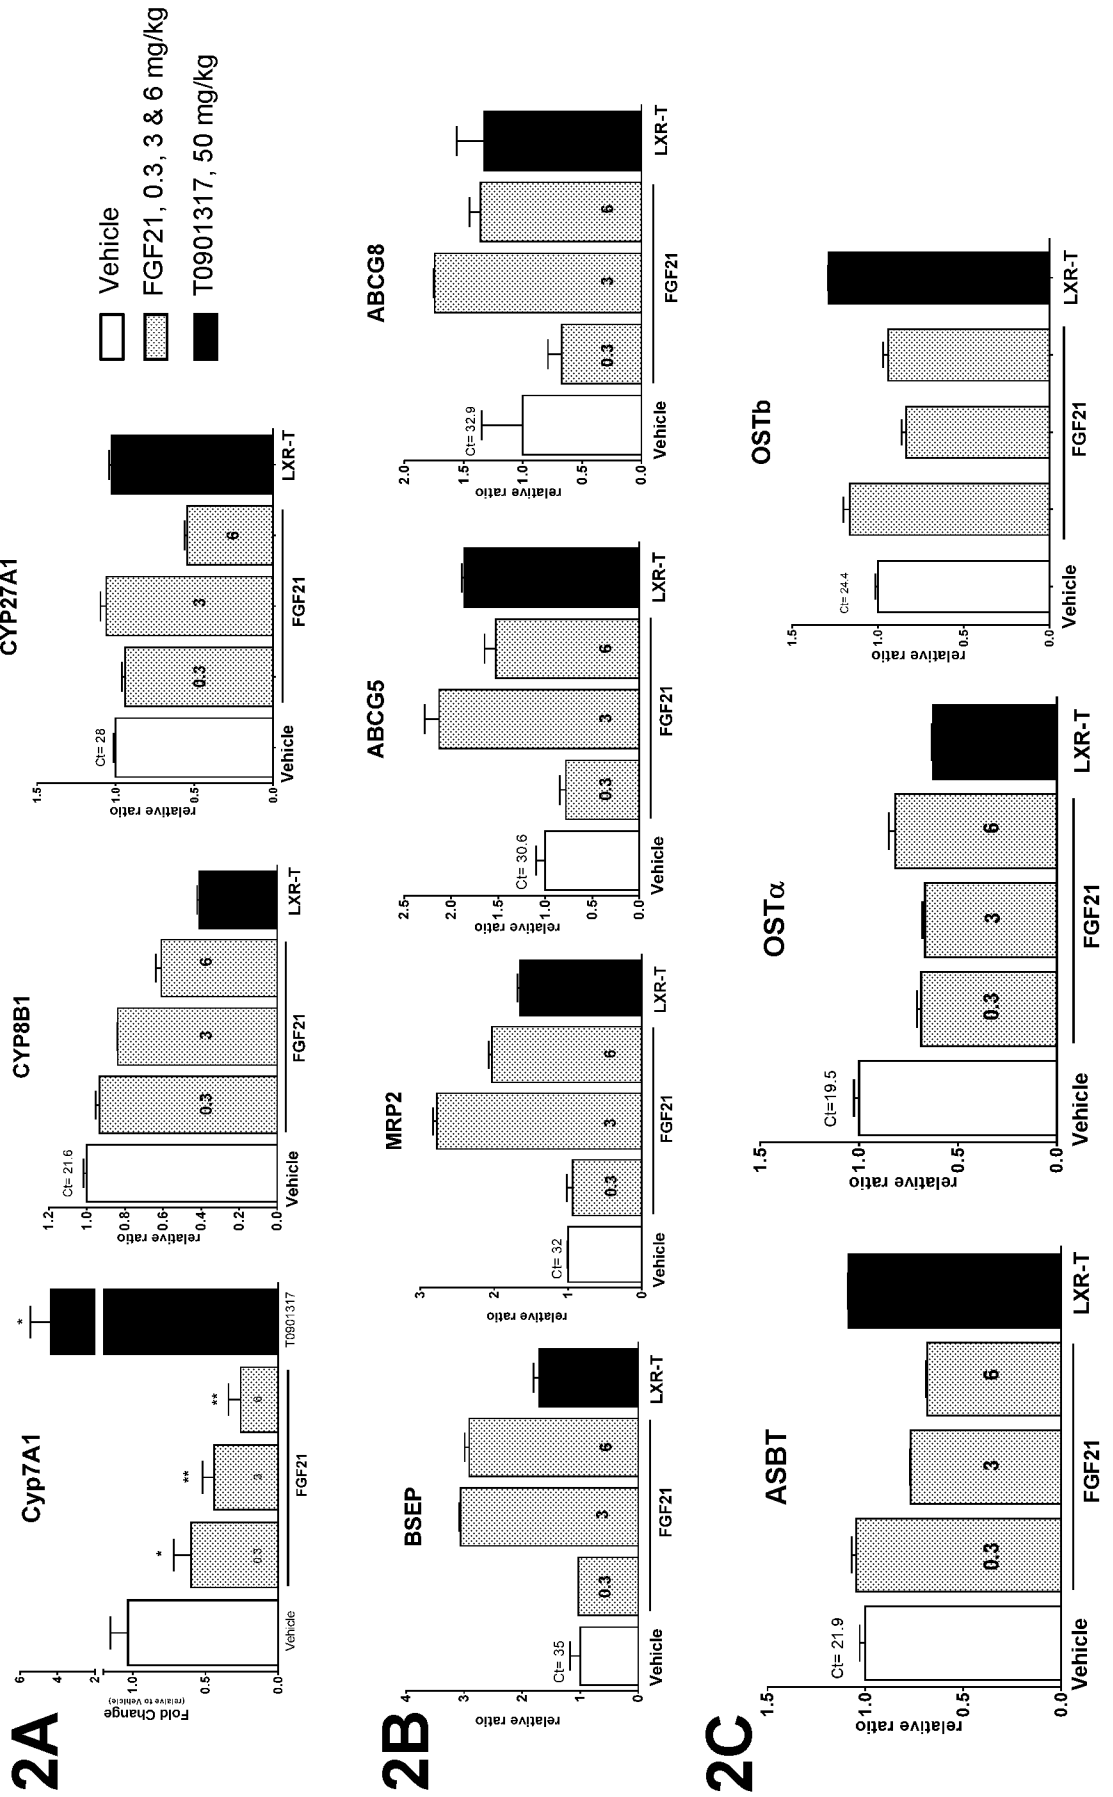 2A
Cyp7A1
Fold Change
(relative to Vehicle)
6
4
2
1.0
0.5
0.0
*
**
**
*
0.3
3
6
Vehicle
FGF21
T0901317
CYP8B1
relative ratio
1.2
1.0
0.8
0.6
0.4
0.2
0.0
Ct= 21.6
0.3
3
6
Vehicle
FGF21
LXR-T
CYP27A1
relative ratio
1.5
1.0
0.5
0.0
Ct= 28
0.3
3
6
Vehicle
FGF21
LXR-T
Vehicle
FGF21, 0.3, 3 & 6 mg/kg
T0901317, 50 mg/kg
2B
BSEP
relative ratio
4
3
2
1
0
Ct= 35
0.3
3
6
Vehicle
FGF21
LXR-T
MRP2
relative ratio
3
2
1
0
Ct= 32
0.3
3
6
Vehicle
FGF21
LXR-T
ABCG5
relative ratio
2.5
2.0
1.5
1.0
0.5
0.0
Ct= 30.6
0.3
3
6
Vehicle
FGF21
LXR-T
ABCG8
relative ratio
2.0
1.5
1.0
0.5
0.0
Ct= 32.9
0.3
3
6
Vehicle
FGF21
LXR-T
2C
ASBT
relative ratio
1.5
1.0
0.5
0.0
Ct= 21.9
0.3
3
6
Vehicle
FGF21
LXR-T
OSTα
relative ratio
1.5
1.0
0.5
0.0
Ct=19.5
0.3
3
6
Vehicle
FGF21
LXR-T
OSTb
relative ratio
1.5
1.0
0.5
0.0
Ct= 24.4
Vehicle
FGF21
LXR-T